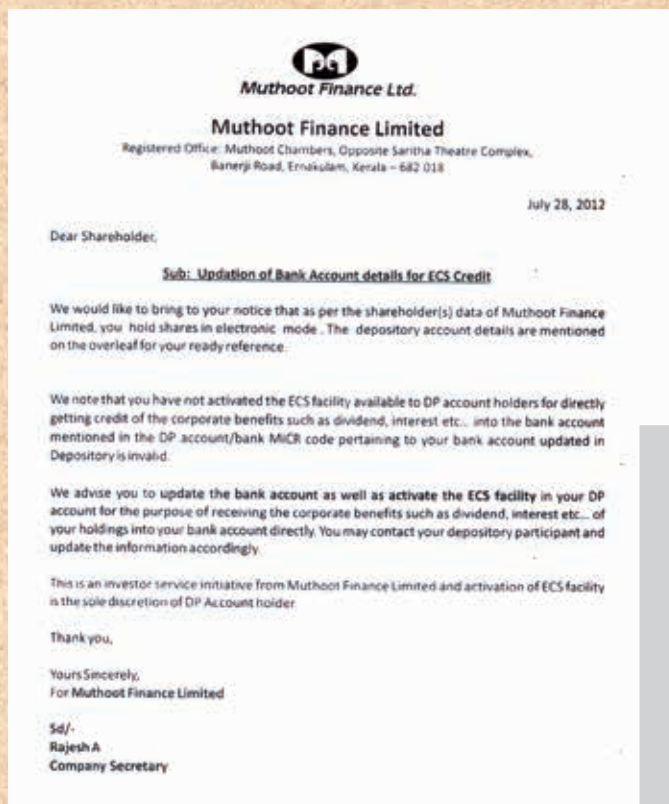 Muthoot Finance Ltd.
Muthoot Finance Limited
Registered Office: Muthoot Chambers, Opposite Saritha Theatre Complex,
Banerji Road, Ernakulam, Kerala – 682 018
July 28, 2012
Dear Shareholder,
Sub: Updation of Bank Account details for ECS Credit
We would like to bring to your notice that as per the shareholder(s) data of Muthoot Finance
Limited, you hold shares in electronic mode . The depository account details are mentioned
on the overleaf for your ready reference.
We note that you have not activated the ECS facility available to DP account holders for directly
getting credit of the corporate benefits such as dividend, interest etc... into the bank account
mentioned in the DP account/bank MICR code pertaining to your bank account updated in
Depository is invalid.
We advise you to update the bank account as well as activate the ECS facility in your DP
account for the purpose of receiving the corporate benefits such as dividend, interest etc... of
your holdings into your bank account directly. You may contact your depository participant and
update the information accordingly.
This is an investor service initiative from Muthoot Finance Limited and activation of ECS facility
is the sole discretion of DP Account holder.
Thank you,
Yours Sincerely,
For Muthoot Finance Limited
Sd/-
Rajesh A
Company Secretary